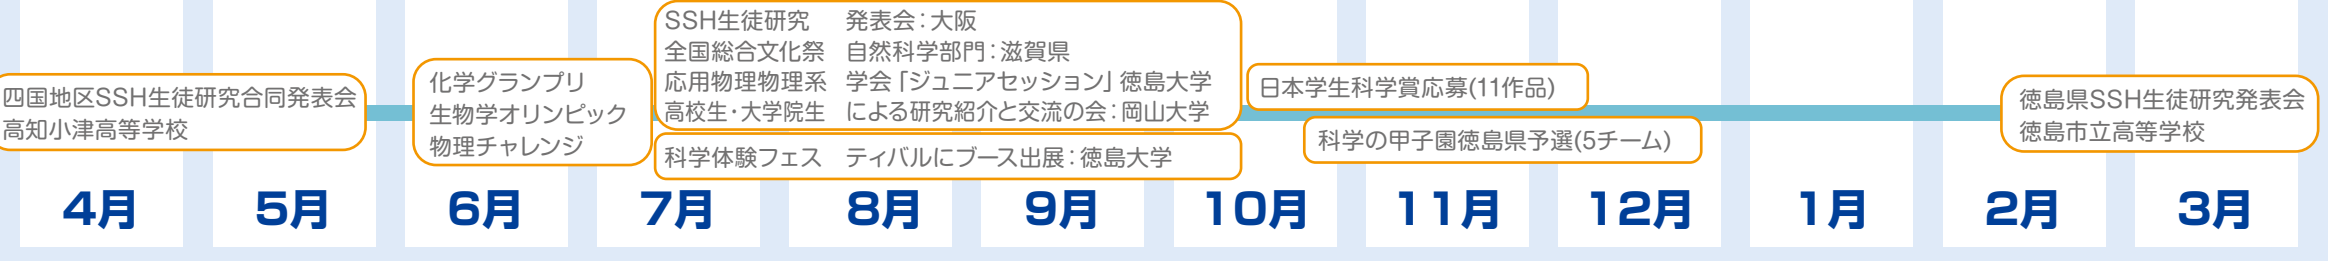 四国地区SSH生徒研究合同発表会
高知小津高等学校
化学グランプリ
生物学オリンピック
物理チャレンジ
SSH生徒研究 発表会：大阪
全国総合文化祭 自然科学部門：滋賀県
応用物理物理系 学会「ジュニアセッション」徳島大学
高校生・大学院生 による研究紹介と交流の会：岡山大学
科学体験フェス ティバルにブース出展：徳島大学
日本学生科学賞応募(11作品)
科学の甲子園徳島県予選(5チーム)
徳島県SSH生徒研究発表会
徳島市立高等学校
4月 5月 6月 7月 8月 9月 10月 11月 12月 1月 2月 3月